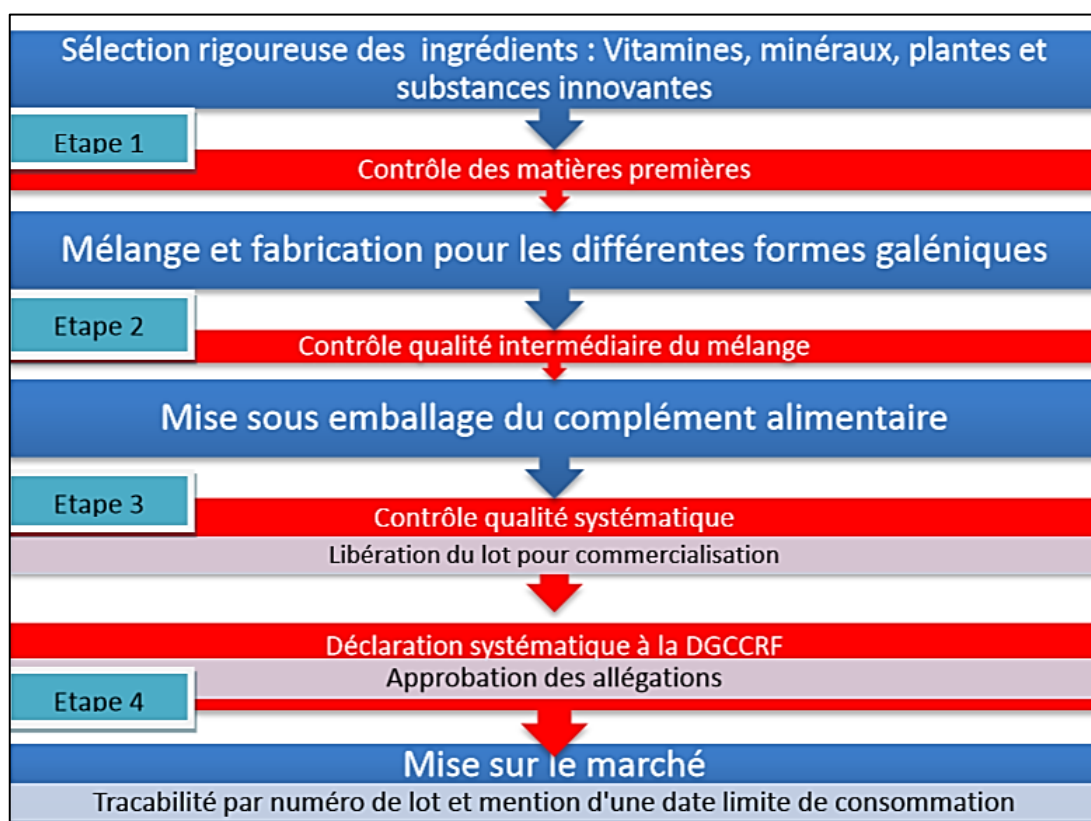 Sélection rigoureuse des ingrédients : Vitamines, minéraux, plantes et
substances innovantes
Etape 1
Contrôle des matières premières
Mélange et fabrication pour les différentes formes galéniques
Etape 2
Contrôle qualité intermédiaire du mélange
Mise sous emballage du complément alimentaire
Etape 3
Contrôle qualité systématique
Libération du lot pour commercialisation
Déclaration systématique à la DGCCRF
Approbation des allégations
Etape 4
Mise sur le marché
Tracabilité par numéro de lot et mention d'une date limite de consommation